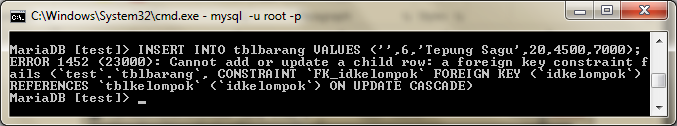 C:\Windows\System32\cmd.exe - mysql  -u root -p
MariaDB [test]> INSERT INTO tblbarang VALUES ('',6,'Tepung Sagu',20,4500,7000);
ERROR 1452 (23000): Cannot add or update a child row: a foreign key constraint f
ails (`test`.`tblbarang`, CONSTRAINT `FK_idkelompok` FOREIGN KEY (`idkelompok`)
REFERENCES `tblkelompok` (`idkelompok`) ON UPDATE CASCADE)
MariaDB [test]> _